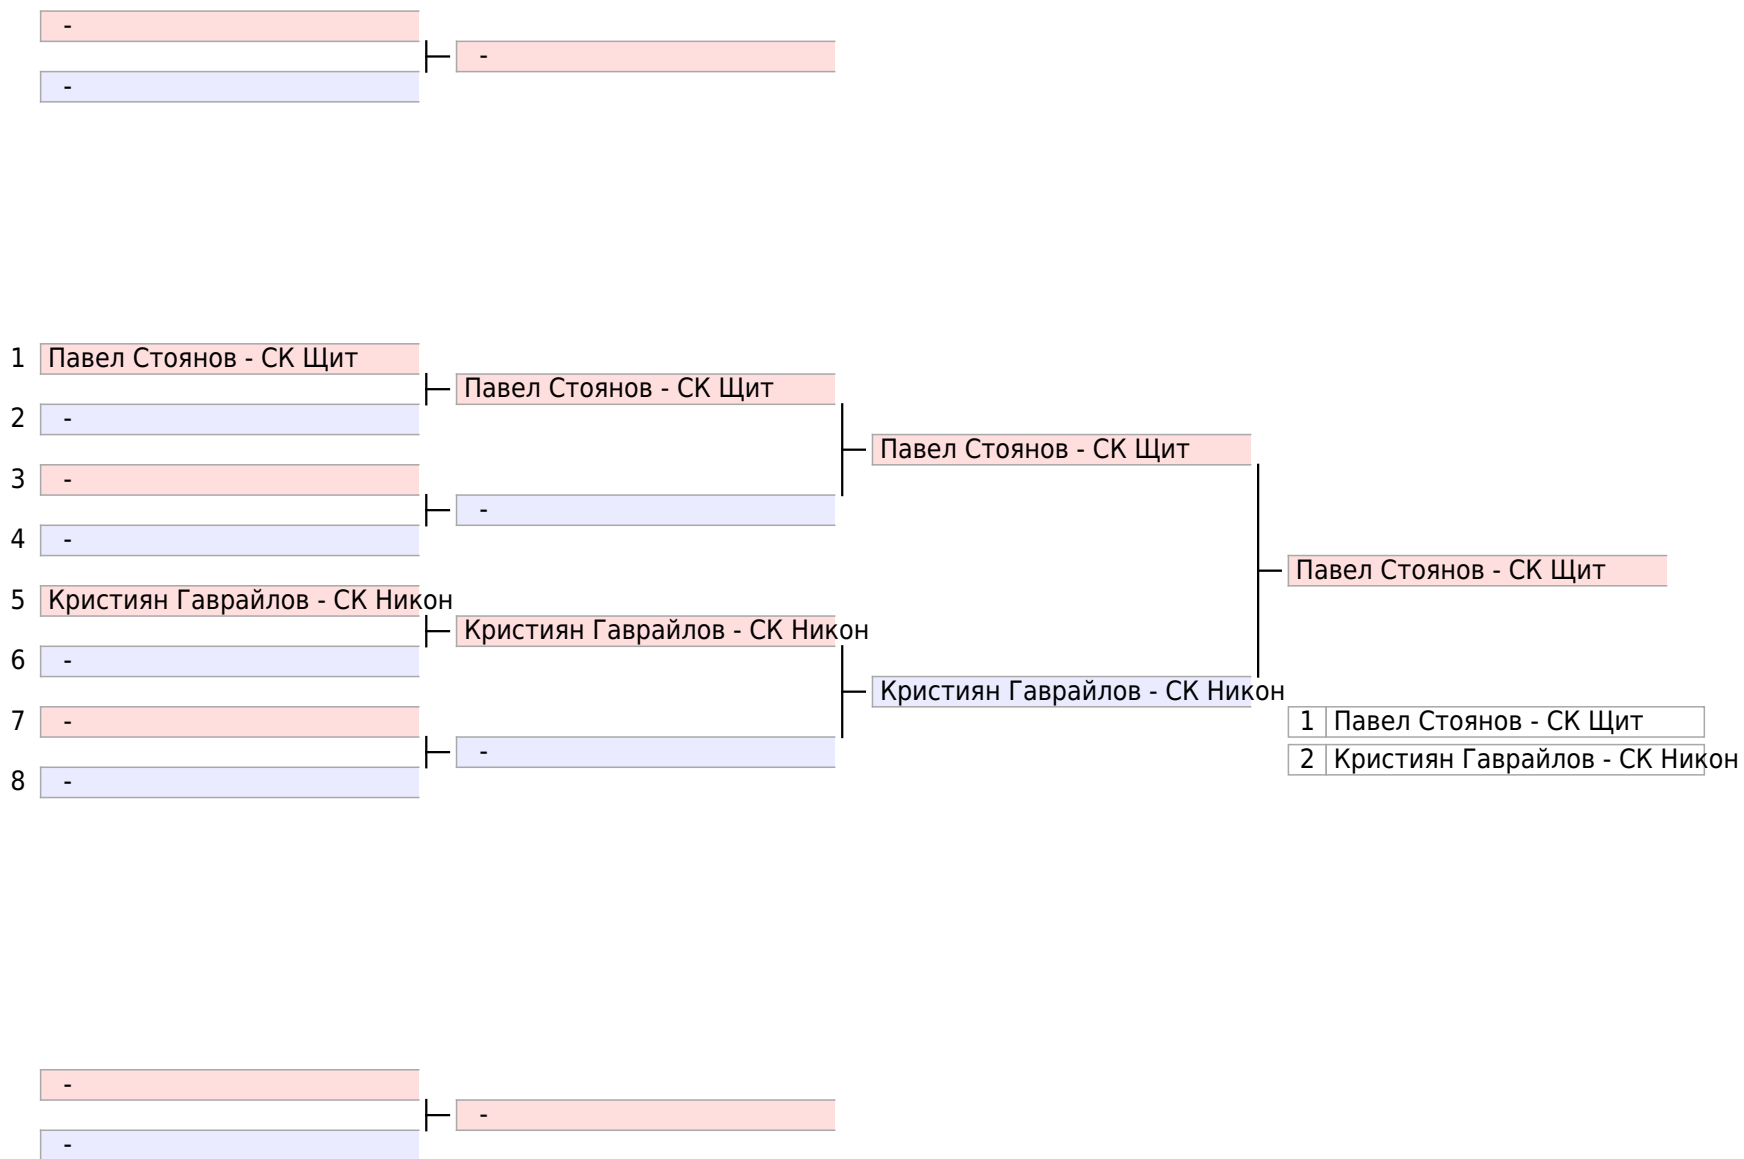 -
-
-
1 Павел Стоянов - СК Щит
Павел Стоянов - СК Щит
2 -
Павел Стоянов - СК Щит
3 -
-
4 -
Павел Стоянов - СК Щит
5 Кристиян Гаврайлов - СК Никон
Кристиян Гаврайлов - СК Никон
6 -
Кристиян Гаврайлов - СК Никон
7 -
1 Павел Стоянов - СК Щит
-
2 Кристиян Гаврайлов - СК Никон
8 -
-
-
-